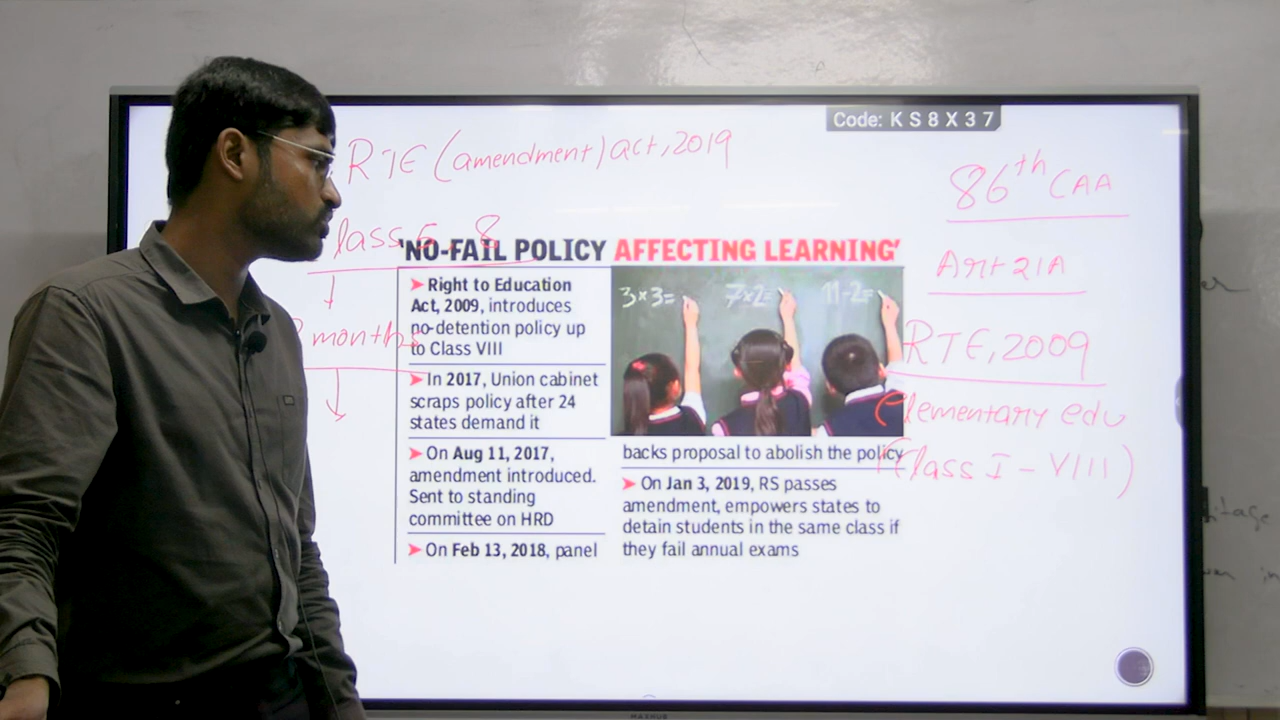 Code: K S 8 X 3 7
RTE (amendment) act, 2019
86th CAA
Art 21A
RTE, 2009
Elementary edu
(Class I - VIII)
lass 5, 8
months
'NO-FAIL POLICY AFFECTING LEARNING'
➤ Right to Education
Act, 2009, introduces
no-detention policy up
to Class VIII
➤ In 2017, Union cabinet
scraps policy after 24
states demand it
➤ On Aug 11, 2017,
amendment introduced.
Sent to standing
committee on HRD
➤ On Feb 13, 2018, panel
3×3=
7×2=
11-2=
backs proposal to abolish the policy
➤ On Jan 3, 2019, RS passes
amendment, empowers states to
detain students in the same class if
they fail annual exams
MAXHUB